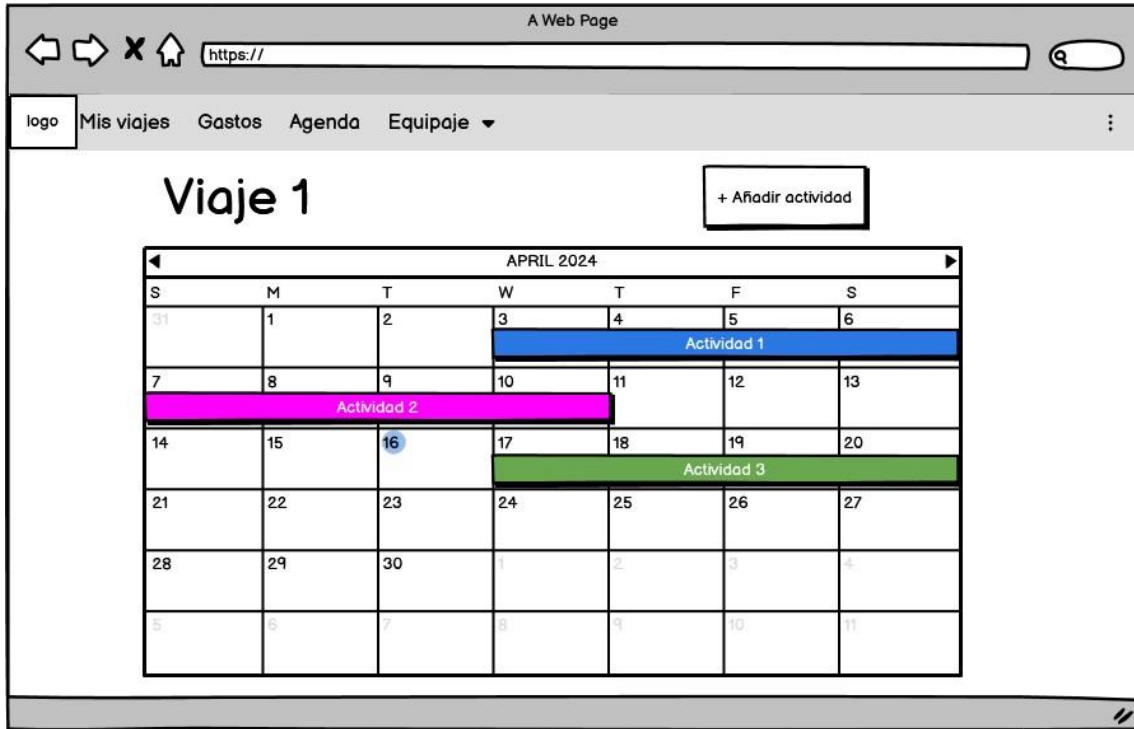 A Web Page
https://
logo Mis viajes Gastos Agenda Equipaje
Viaje 1
+ Añadir actividad
APRIL 2024
S M T W T F S
31 1 2 3 4 5 6
Actividad 1
7 8 9 10 11 12 13
Actividad 2
14 15 16 17 18 19 20
Actividad 3
21 22 23 24 25 26 27
28 29 30 1 2 3 4
5 6 7 8 9 10 11